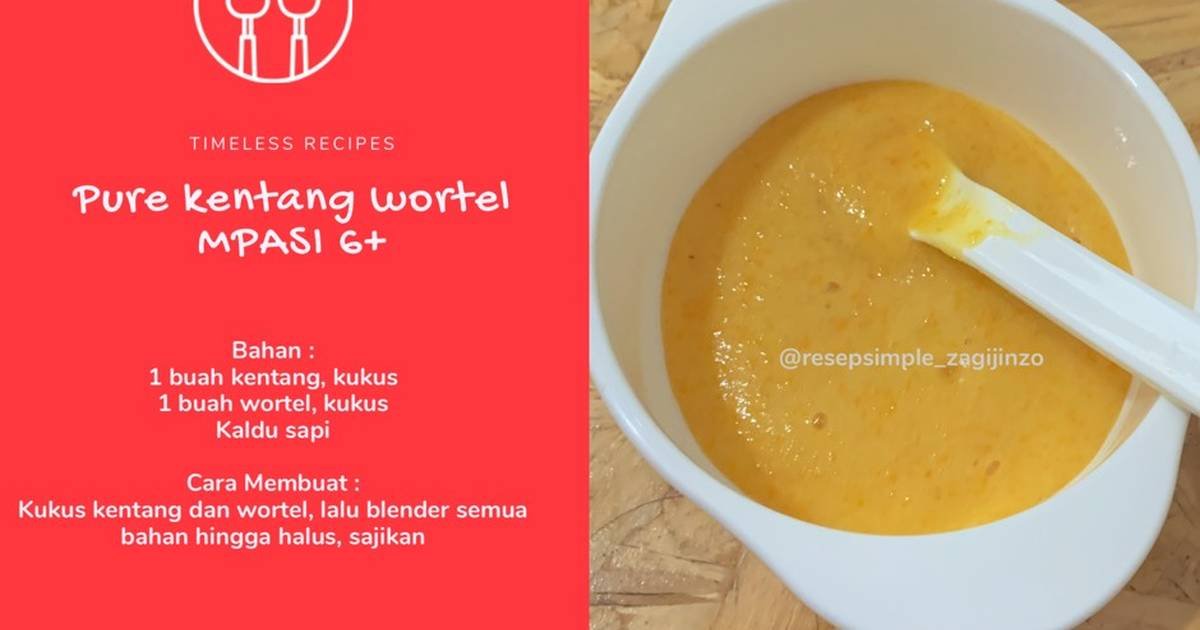 TIMELESS RECIPES
Pure kentang wortel
MPASI 6+
Bahan :
1 buah kentang, kukus
1 buah wortel, kukus
Kaldu sapi
Cara Membuat :
Kukus kentang dan wortel, lalu blender semua
bahan hingga halus, sajikan
@resepsimple_zagijinzo